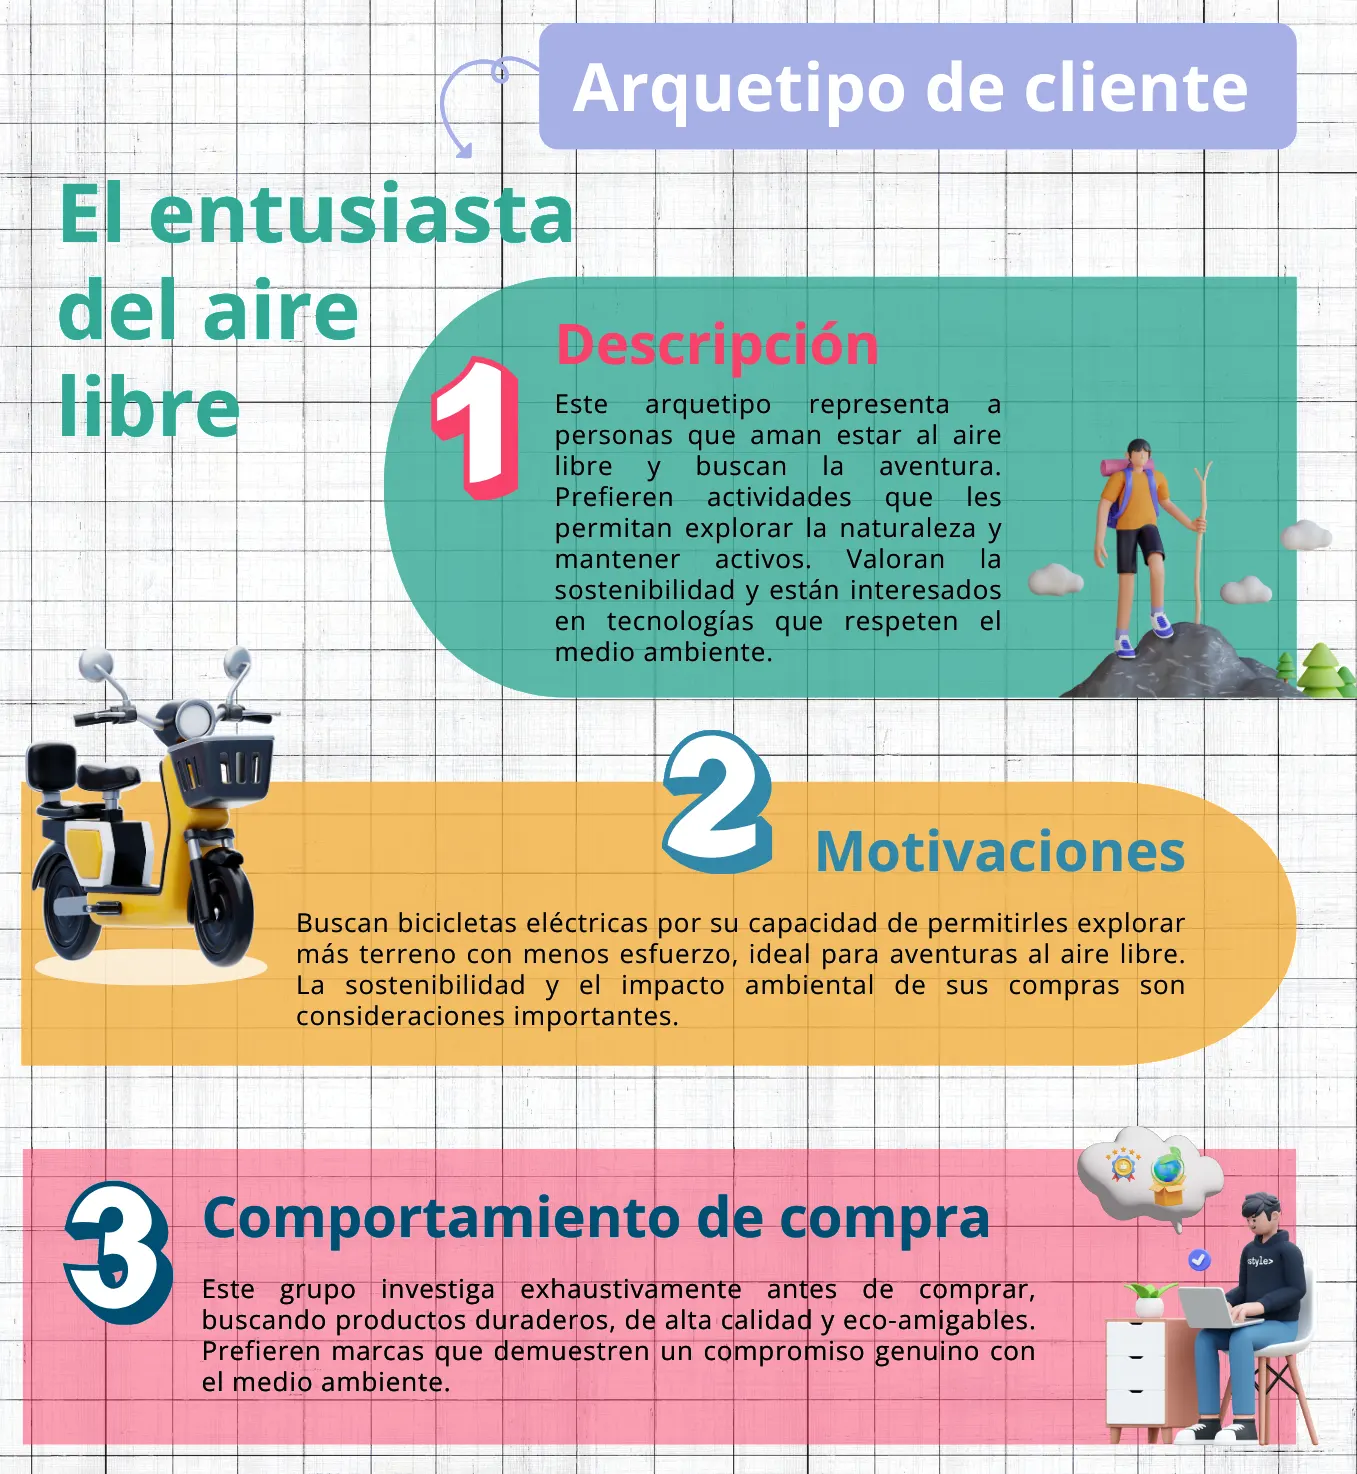 Arquetipo de cliente
El entusiasta
del aire
libre
1
Descripción
Este arquetipo representa a
personas que aman estar al aire
libre y buscan la aventura.
Prefieren actividades que les
permitan explorar la naturaleza y
mantener activos. Valoran la
sostenibilidad y están interesados
en tecnologías que respeten el
medio ambiente.
2
Motivaciones
Buscan bicicletas eléctricas por su capacidad de permitirles explorar
más terreno con menos esfuerzo, ideal para aventuras al aire libre.
La sostenibilidad y el impacto ambiental de sus compras son
consideraciones importantes.
3
Comportamiento de compra
Este grupo investiga exhaustivamente antes de comprar,
buscando productos duraderos, de alta calidad y eco-amigables.
Prefieren marcas que demuestren un compromiso genuino con
el medio ambiente.
style>